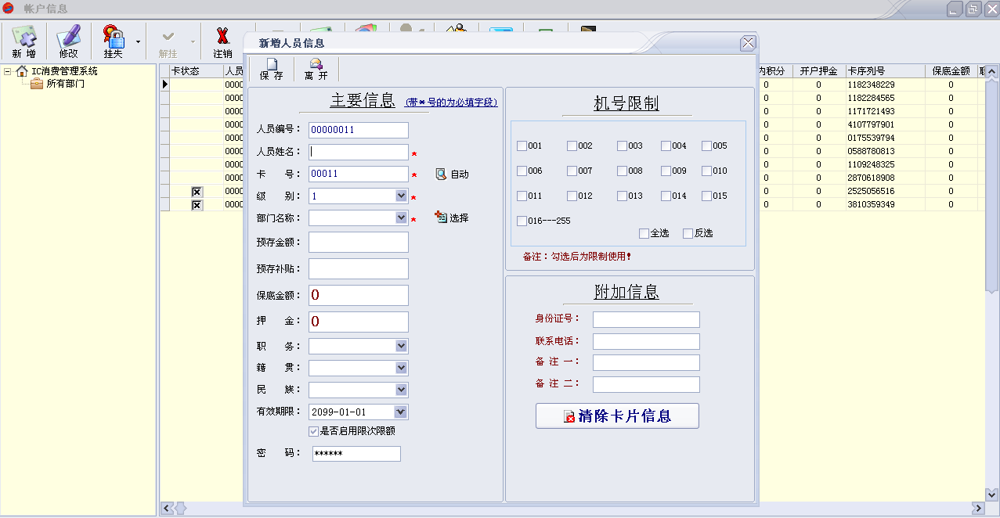 帐户信息
新 增
修改
挂失
解挂
注销
IC消费管理系统
所有部门
卡状态
人员
0000
0000
0000
0000
0000
0000
0000
0000
0000
0000
新增人员信息
保 存
离 开
主要信息 (带*号的为必填字段)
人员编号： 00000011
人员姓名： *
卡 号： 00011 * 自动
级 别： 1 *
部门名称： * 选择
预存金额：
预存补贴：
保底金额： 0
押 金： 0
职 务：
籍 贯：
民 族：
有效期限： 2099-01-01
是否启用限次限额
密 码： ******
机号限制
001 002 003 004 005
006 007 008 009 010
011 012 013 014 015
016---255
全选 反选
备注：勾选后为限制使用！
附加信息
身份证号：
联系电话：
备 注 一：
备 注 二：
清除卡片信息
内积分 开户押金 卡序列号 保底金额
0 0 1182348229 0
0 0 1182284565 0
0 0 1171721493 0
0 0 4107797901 0
0 0 0175539794 0
0 0 0588780813 0
0 0 1109248325 0
0 0 2870618908 0
0 0 2525056516 0
0 0 3810359349 0